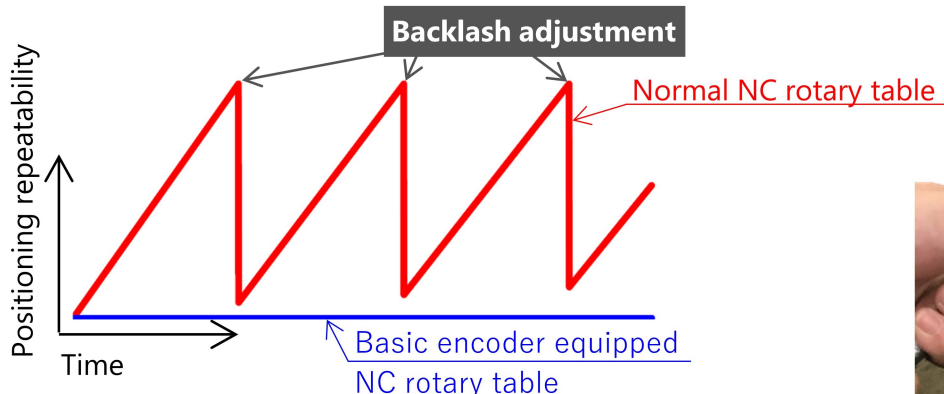 Backlash adjustment
Positioning repeatability
Normal NC rotary table
Time
Basic encoder equipped
NC rotary table